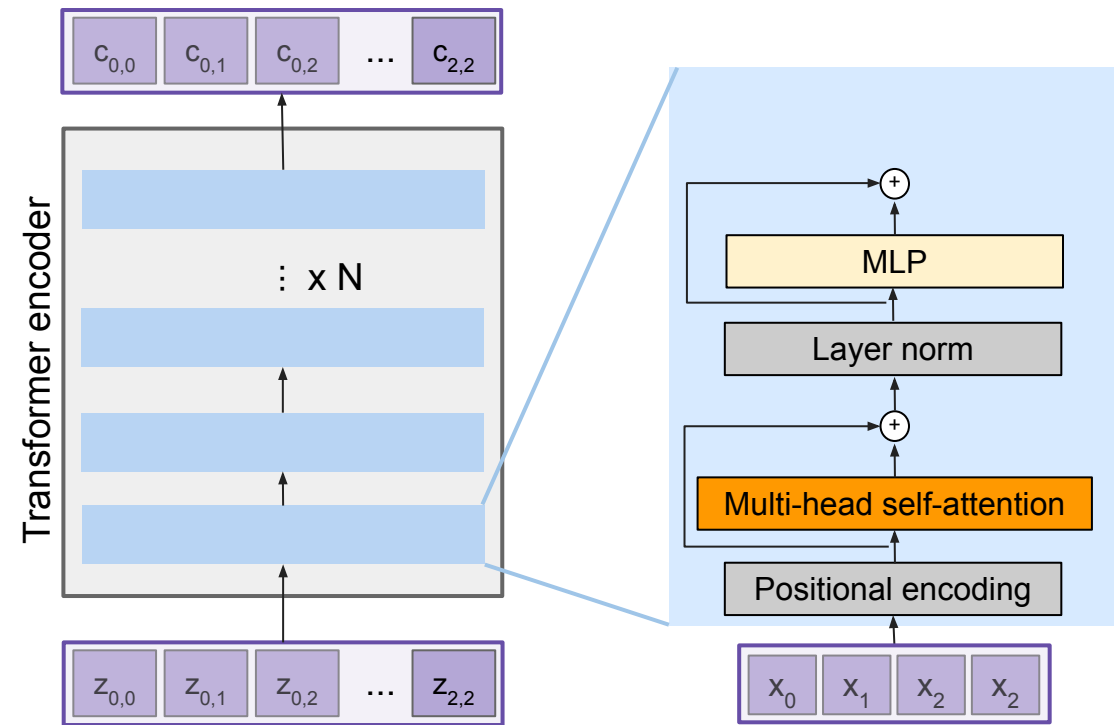 c0,0 c0,1 c0,2 ... c2,2
Transformer encoder
⋮ x N
z0,0 z0,1 z0,2 ... z2,2
+
MLP
Layer norm
+
Multi-head self-attention
Positional encoding
x0 x1 x2 x2